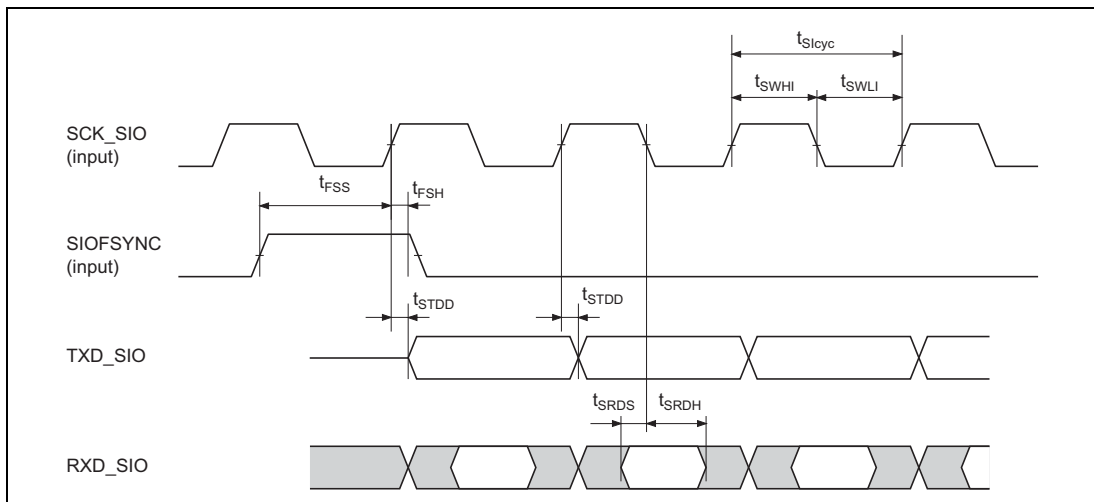 tSIcyc
tSWHI
tSWLI
SCK_SIO
(input)
tFSS
tFSH
SIOFSYNC
(input)
tSTDD
tSTDD
TXD_SIO
tSRDS
tSRDH
RXD_SIO